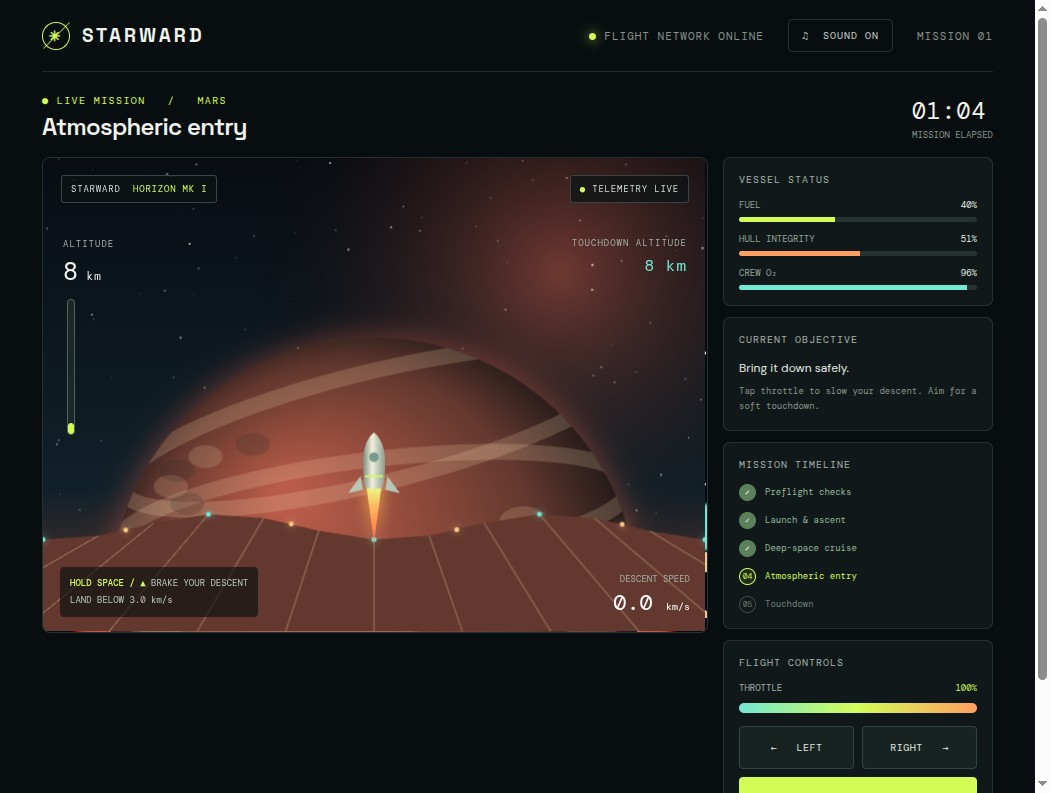 STARWARD
FLIGHT NETWORK ONLINE
♫ SOUND ON
MISSION 01
LIVE MISSION / MARS
Atmospheric entry
01:04
MISSION ELAPSED
STARWARD HORIZON MK I
TELEMETRY LIVE
ALTITUDE
8 km
TOUCHDOWN ALTITUDE
8 km
HOLD SPACE / ▲ BRAKE YOUR DESCENT
LAND BELOW 3.0 km/s
DESCENT SPEED
0.0 km/s
VESSEL STATUS
FUEL 40%
HULL INTEGRITY 51%
CREW O₂ 96%
CURRENT OBJECTIVE
Bring it down safely.
Tap throttle to slow your descent. Aim for a
soft touchdown.
MISSION TIMELINE
✓ Preflight checks
✓ Launch & ascent
✓ Deep-space cruise
04 Atmospheric entry
05 Touchdown
FLIGHT CONTROLS
THROTTLE 100%
← LEFT
RIGHT →